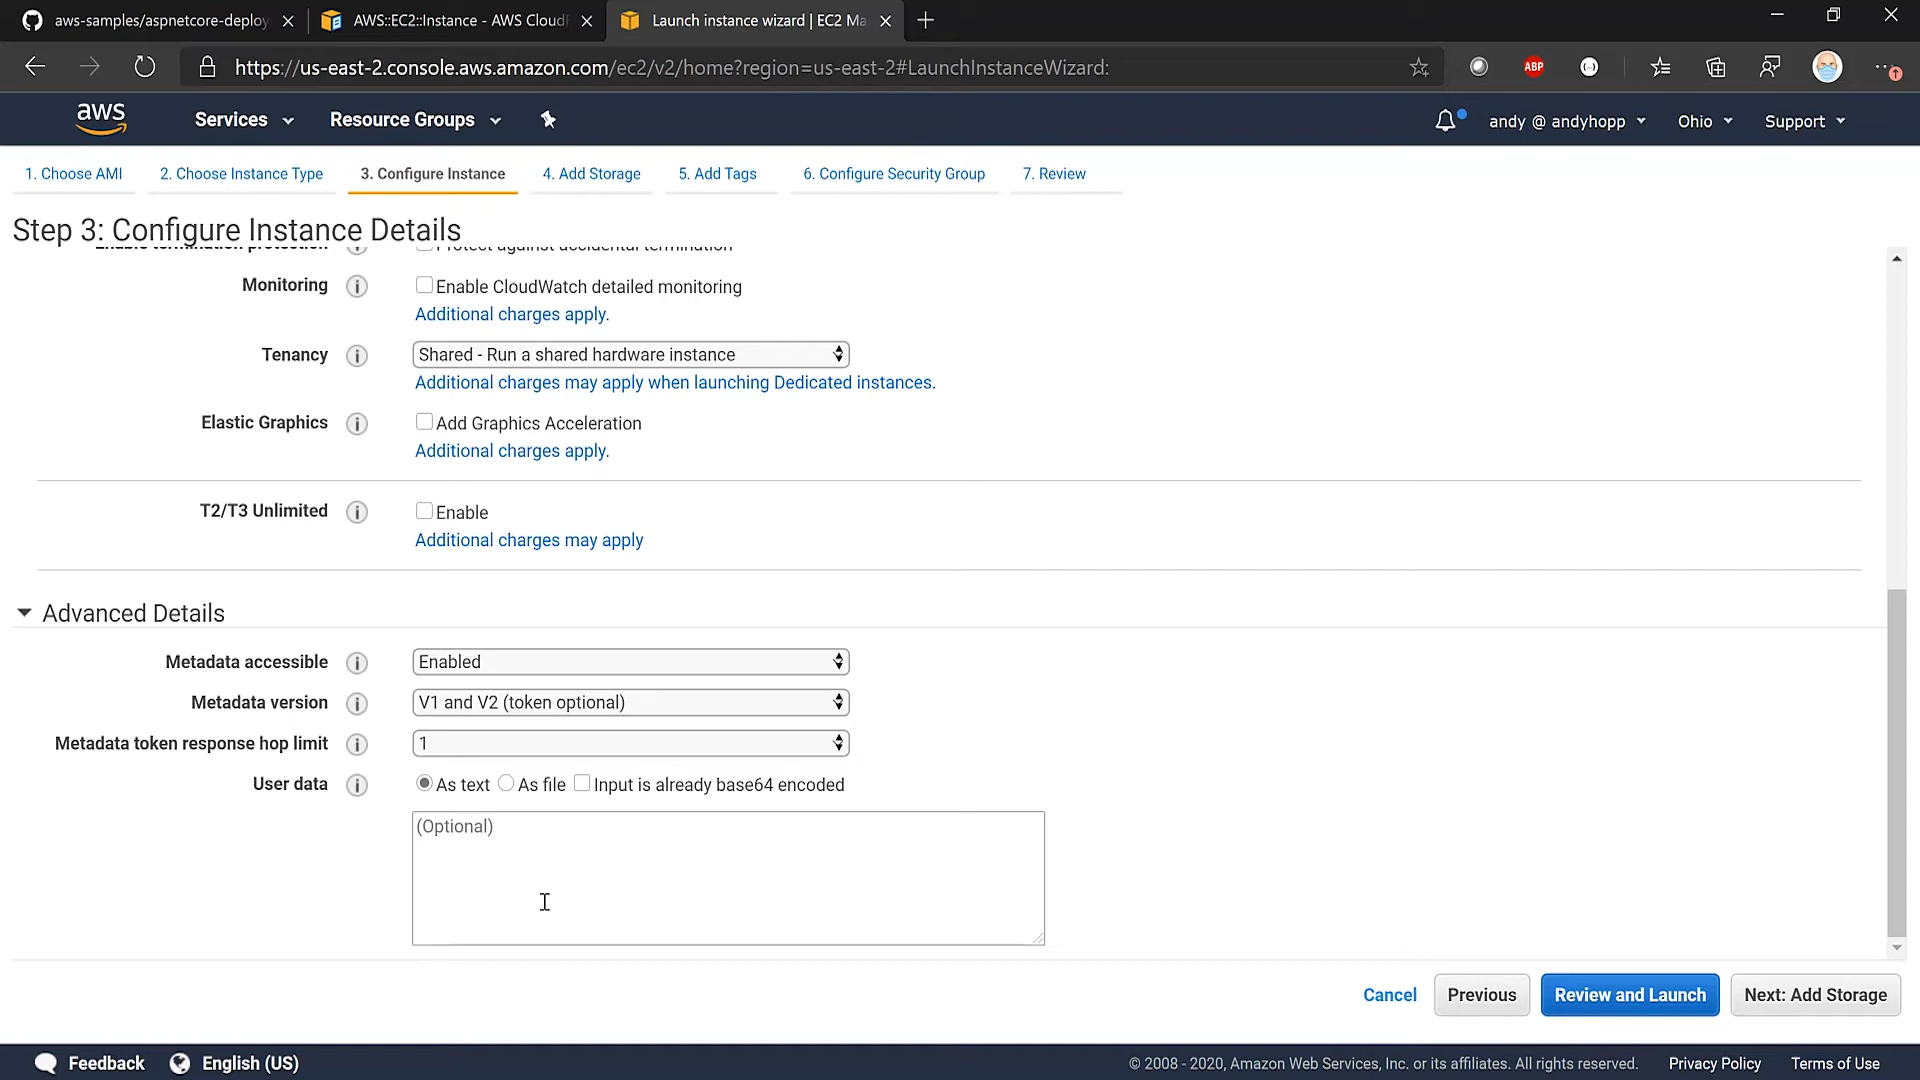 aws-samples/aspnetcore-deploy
AWS::EC2::Instance - AWS CloudF
Launch instance wizard | EC2 Ma
https://us-east-2.console.aws.amazon.com/ec2/v2/home?region=us-east-2#LaunchInstanceWizard:
ABP
aws
Services
Resource Groups
andy @ andyhopp
Ohio
Support
1. Choose AMI
2. Choose Instance Type
3. Configure Instance
4. Add Storage
5. Add Tags
6. Configure Security Group
7. Review
Step 3: Configure Instance Details
Enable termination protection
Protect against accidental termination
Monitoring
Enable CloudWatch detailed monitoring
Additional charges apply.
Tenancy
Shared - Run a shared hardware instance
Additional charges may apply when launching Dedicated instances.
Elastic Graphics
Add Graphics Acceleration
Additional charges apply.
T2/T3 Unlimited
Enable
Additional charges may apply
Advanced Details
Metadata accessible
Enabled
Metadata version
V1 and V2 (token optional)
Metadata token response hop limit
1
User data
As text
As file
Input is already base64 encoded
(Optional)
Cancel
Previous
Review and Launch
Next: Add Storage
Feedback
English (US)
© 2008 - 2020, Amazon Web Services, Inc. or its affiliates. All rights reserved.
Privacy Policy
Terms of Use